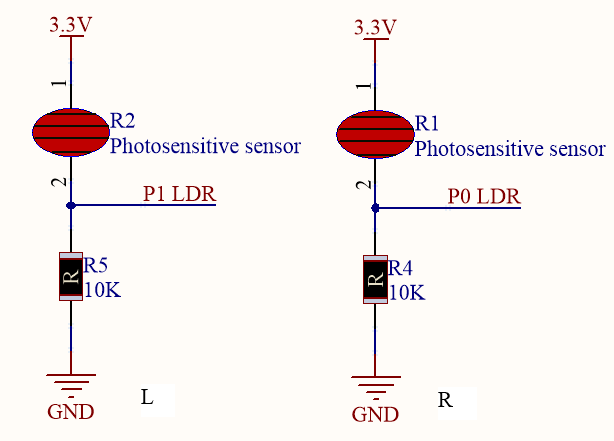 3.3V
1
R2
Photosensitive sensor
2
P1 LDR
R
R5
10K
GND
L
3.3V
1
R1
Photosensitive sensor
2
P0 LDR
R
R4
10K
GND
R